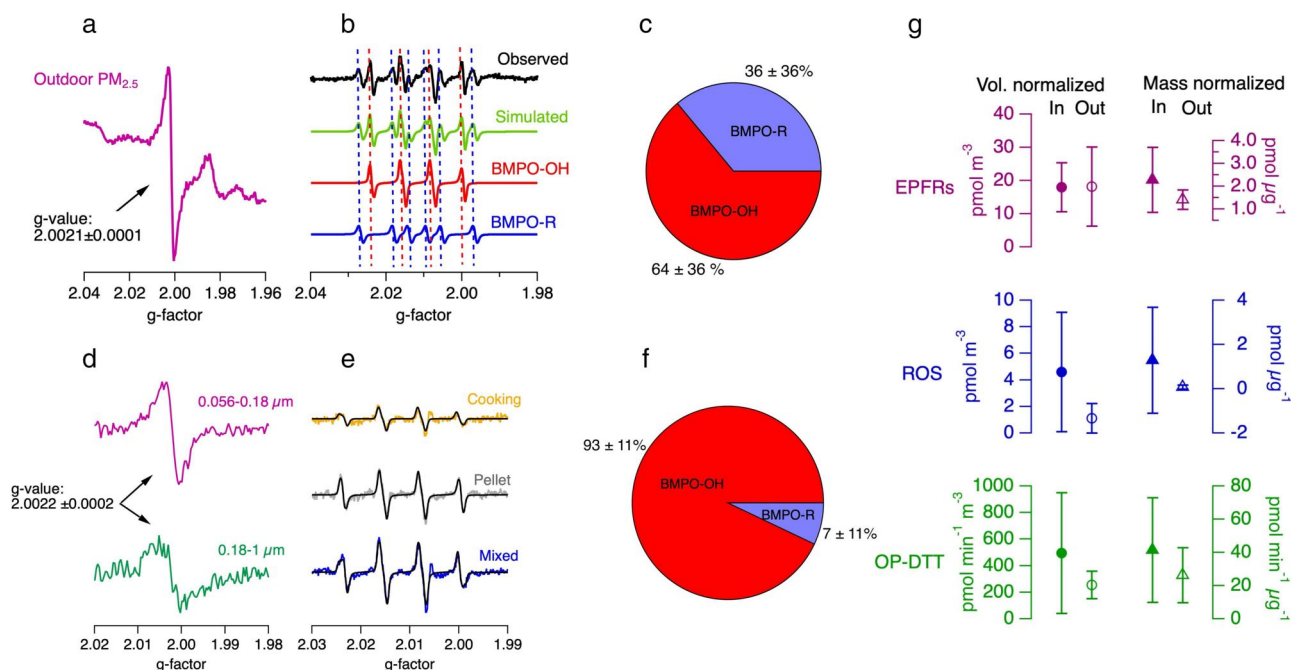 a
Outdoor PM2.5
g-value:
2.0021±0.0001
2.04 2.02 2.00 1.98 1.96
g-factor
b
Observed
Simulated
BMPO-OH
BMPO-R
2.04 2.02 2.00 1.98
g-factor
c
36 ± 36%
BMPO-R
BMPO-OH
64 ± 36 %
d
0.056-0.18 μm
g-value:
2.0022 ±0.0002
0.18-1 μm
2.02 2.01 2.00 1.99 1.98
g-factor
e
Cooking
Pellet
Mixed
2.03 2.02 2.01 2.00 1.99
g-factor
f
93 ± 11%
BMPO-OH
BMPO-R
7 ± 11%
g
Vol. normalized Mass normalized
In Out In Out
EPFRs
pmol m-3
40
30
20
10
0
4.0
3.0
2.0
1.0
pmol μg-1
ROS
pmol m-3
10
8
6
4
2
0
4
2
0
-2
pmol μg-1
OP-DTT
pmol min-1 m-3
1000
800
600
400
200
0
80
60
40
20
0
pmol min-1 μg-1